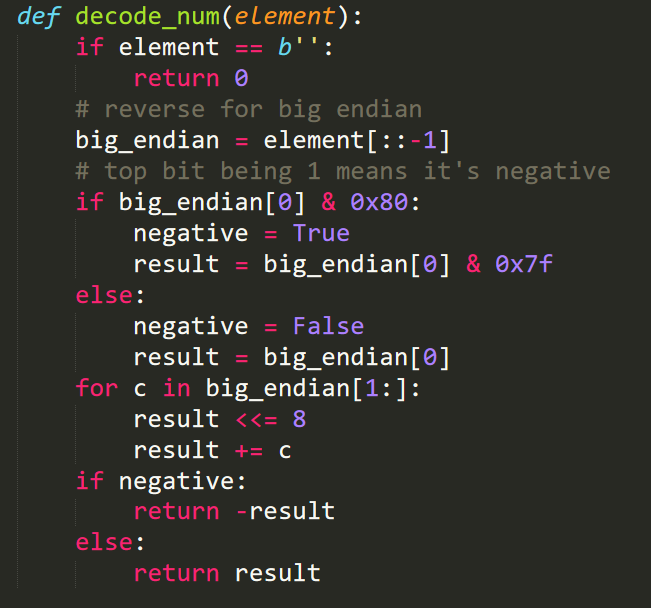 def decode_num(element):
    if element == b'':
        return 0
    # reverse for big endian
    big_endian = element[::-1]
    # top bit being 1 means it's negative
    if big_endian[0] & 0x80:
        negative = True
        result = big_endian[0] & 0x7f
    else:
        negative = False
        result = big_endian[0]
    for c in big_endian[1:]:
        result <<= 8
        result += c
    if negative:
        return -result
    else:
        return result